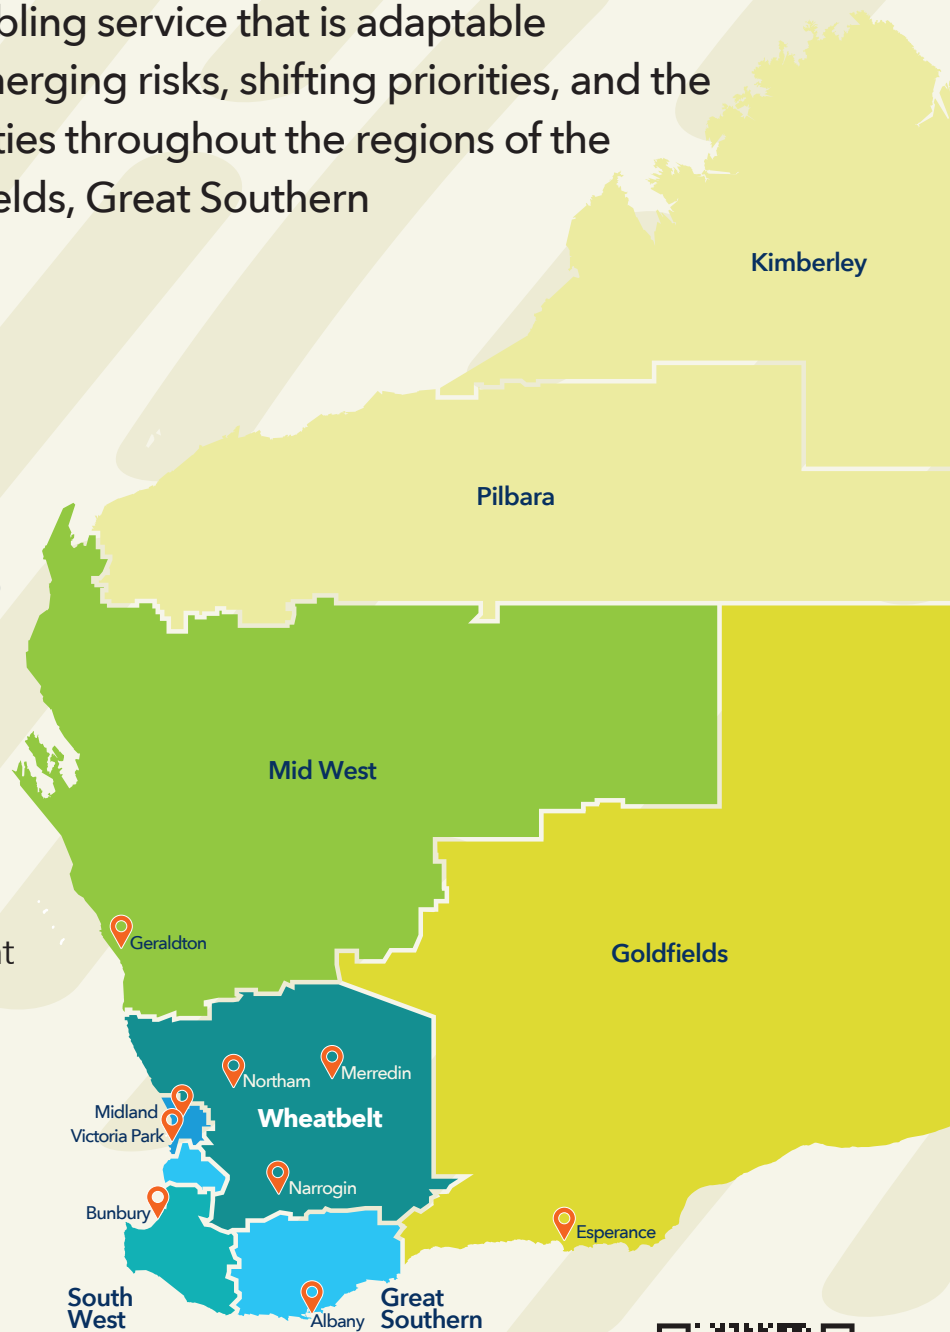 bling service that is adaptable
nerging risks, shifting priorities, and the
ties throughout the regions of the
elds, Great Southern
Kimberley
Pilbara
Mid West
Geraldton
nt
Goldfields
Northam
Merredin
Midland
Wheatbelt
Victoria Park
Narrogin
Bunbury
Esperance
South
West
Great
Southern
Albany